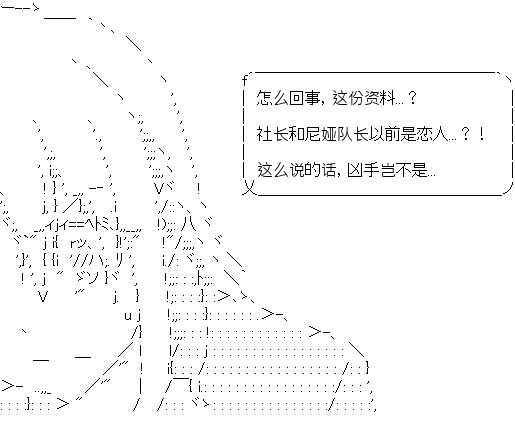 怎么回事，这份资料...？
社长和尼娅队长以前是恋人...？！
这么说的话，凶手岂不是...